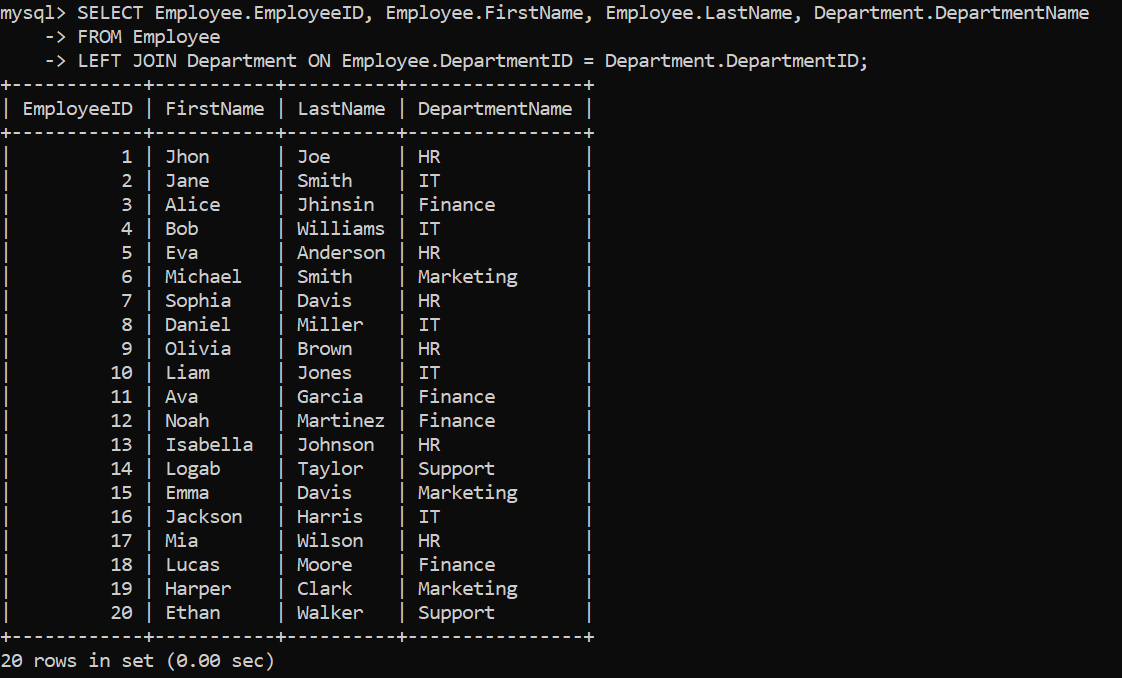 mysql> SELECT Employee.EmployeeID, Employee.FirstName, Employee.LastName, Department.DepartmentName
    -> FROM Employee
    -> LEFT JOIN Department ON Employee.DepartmentID = Department.DepartmentID;
+------------+-----------+----------+----------------+
| EmployeeID | FirstName | LastName | DepartmentName |
+------------+-----------+----------+----------------+
|          1 | Jhon      | Joe      | HR             |
|          2 | Jane      | Smith    | IT             |
|          3 | Alice     | Jhinsin  | Finance        |
|          4 | Bob       | Williams | IT             |
|          5 | Eva       | Anderson | HR             |
|          6 | Michael   | Smith    | Marketing      |
|          7 | Sophia    | Davis    | HR             |
|          8 | Daniel    | Miller   | IT             |
|          9 | Olivia    | Brown    | HR             |
|         10 | Liam      | Jones    | IT             |
|         11 | Ava       | Garcia   | Finance        |
|         12 | Noah      | Martinez | Finance        |
|         13 | Isabella  | Johnson  | HR             |
|         14 | Logab     | Taylor   | Support        |
|         15 | Emma      | Davis    | Marketing      |
|         16 | Jackson   | Harris   | IT             |
|         17 | Mia       | Wilson   | HR             |
|         18 | Lucas     | Moore    | Finance        |
|         19 | Harper    | Clark    | Marketing      |
|         20 | Ethan     | Walker   | Support        |
+------------+-----------+----------+----------------+
20 rows in set (0.00 sec)